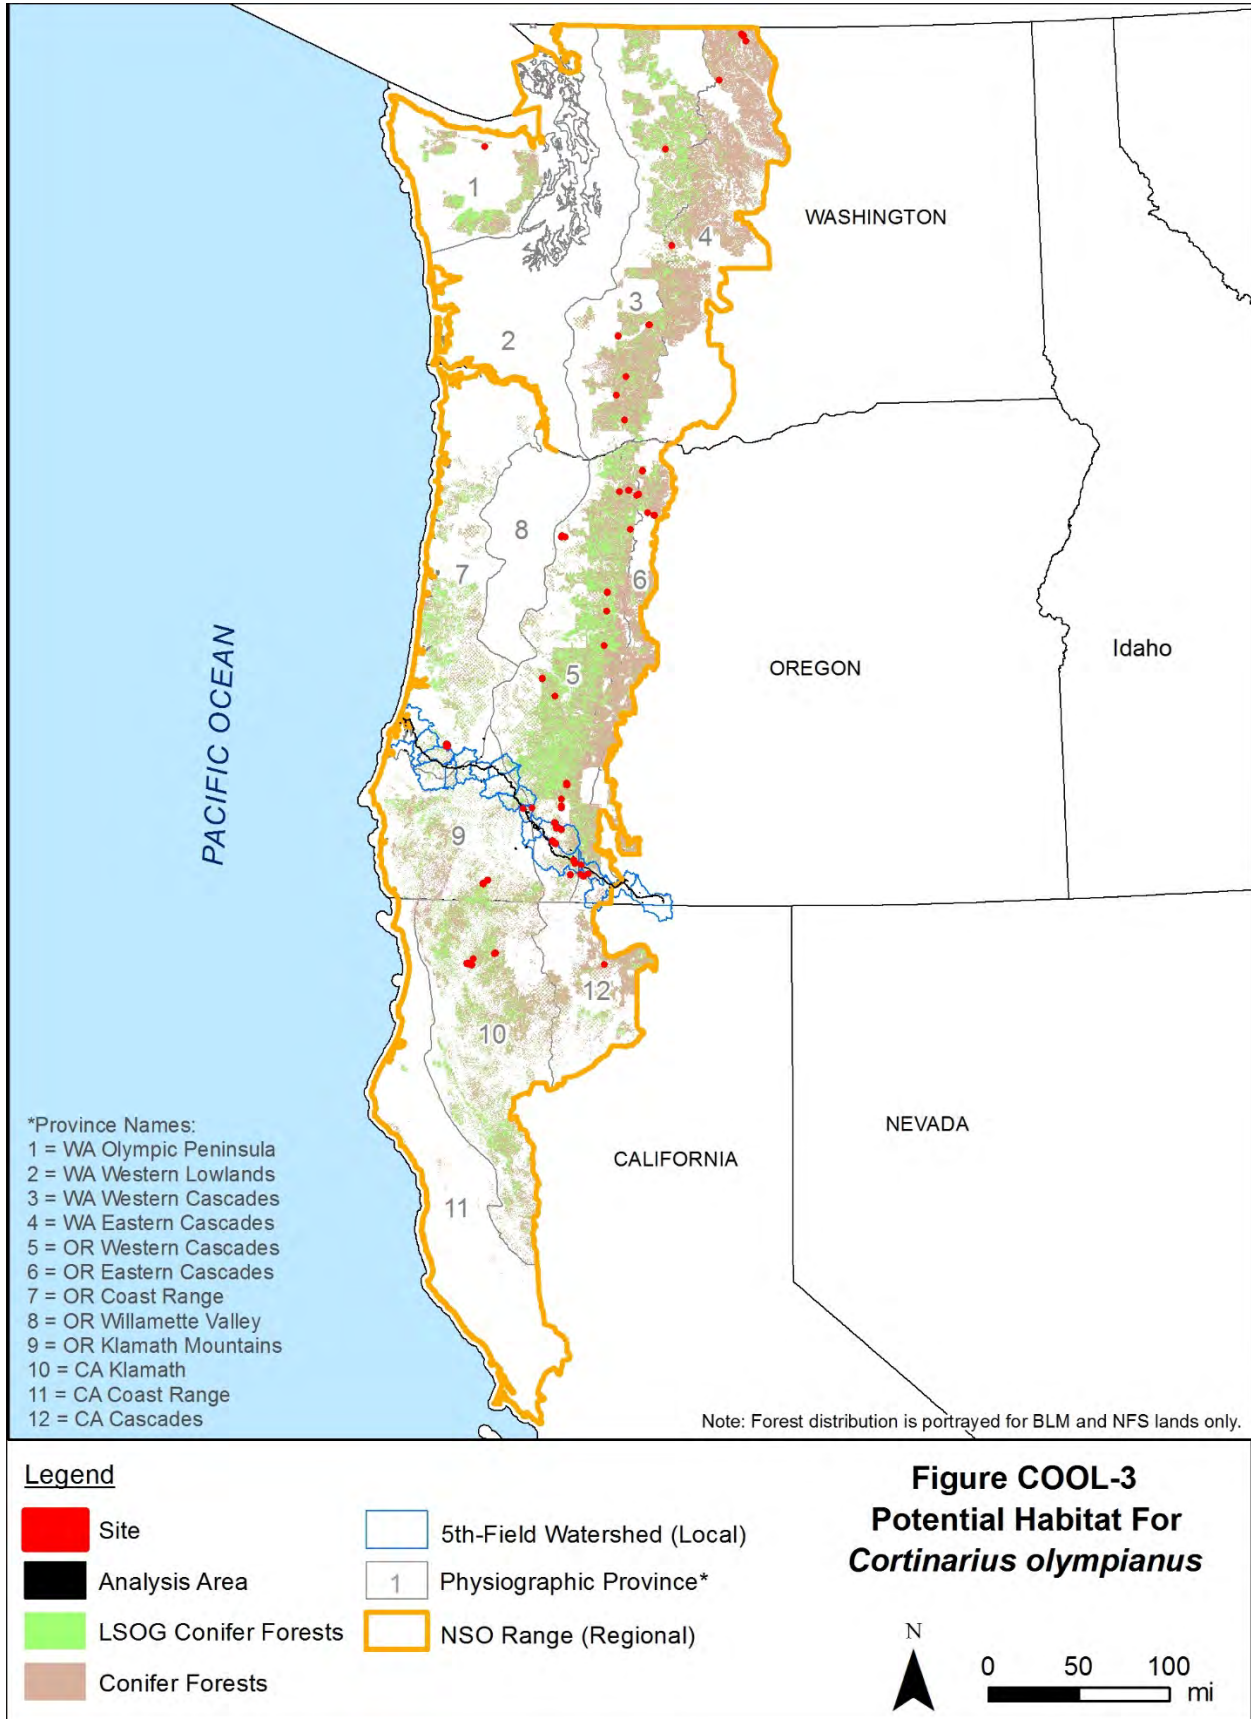 WASHINGTON
OREGON
Idaho
PACIFIC OCEAN
NEVADA
CALIFORNIA
1
2
3
4
5
6
7
8
9
10
11
12
*Province Names:
1 = WA Olympic Peninsula
2 = WA Western Lowlands
3 = WA Western Cascades
4 = WA Eastern Cascades
5 = OR Western Cascades
6 = OR Eastern Cascades
7 = OR Coast Range
8 = OR Willamette Valley
9 = OR Klamath Mountains
10 = CA Klamath
11 = CA Coast Range
12 = CA Cascades
Note: Forest distribution is portrayed for BLM and NFS lands only.
Legend
Site
Analysis Area
LSOG Conifer Forests
Conifer Forests
5th-Field Watershed (Local)
1 Physiographic Province*
NSO Range (Regional)
Figure COOL-3
Potential Habitat For
Cortinarius olympianus
N
0 50 100
mi